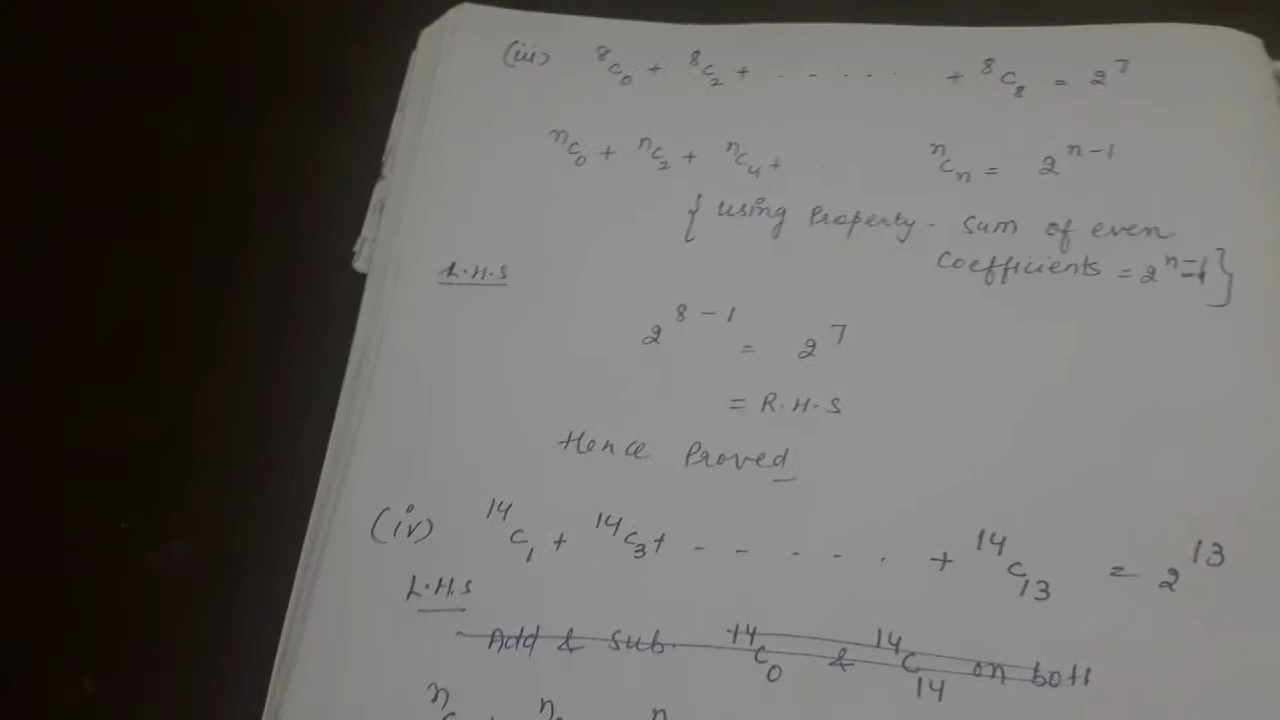 (iii) ⁸C₀ + ⁸C₂ + . - - - . . + ⁸C₈ = 2⁷
ⁿC₀ + ⁿC₂ + ⁿC₄ + ⁿCₙ = 2ⁿ⁻¹
{ using Property - Sum of even
coefficients = 2ⁿ⁻¹ }
L.H.S
2⁸⁻¹ = 2⁷
= R.H.S
Hence Proved
(iv) ¹⁴C₁ + ¹⁴C₃ + - - - - . . + ¹⁴C₁₃ = 2¹³
L.H.S
Add & Sub. ¹⁴C₀ & ¹⁴C₁₄ on both